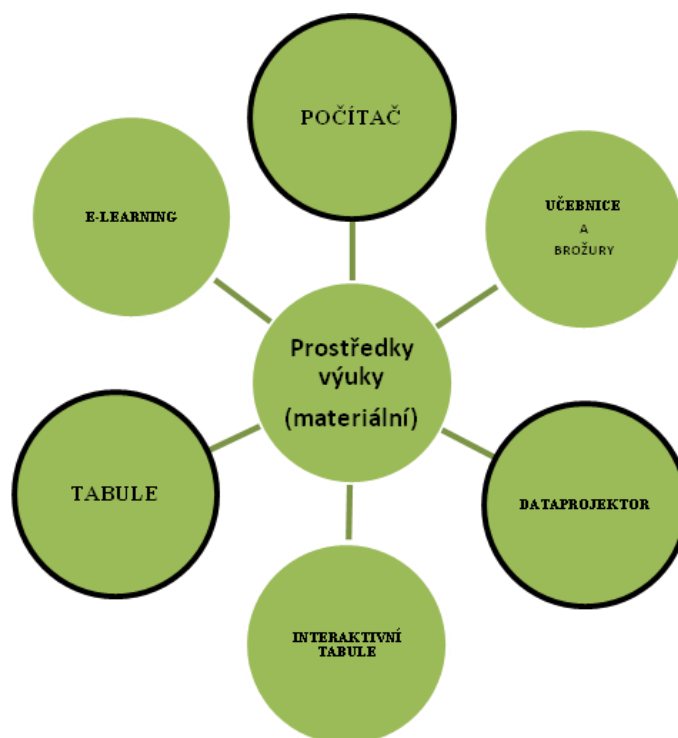 POČÍTAČ
E-LEARNING
UČEBNICE
A
BROŽURY
Prostředky
výuky
(materiální)
TABULE
DATAPROJEKTOR
INTERAKTIVNÍ
TABULE